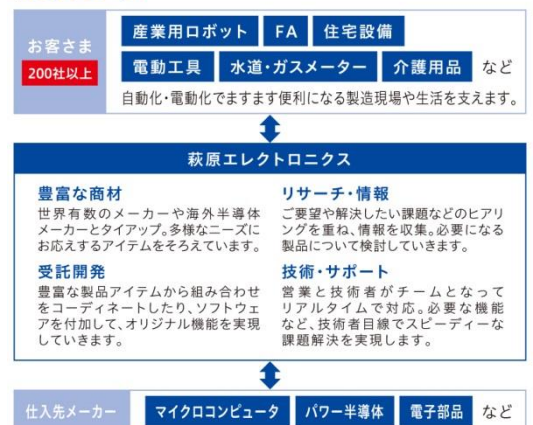 お客さま
200社以上
産業用ロボット FA 住宅設備
電動工具 水道・ガスメーター 介護用品 など
自動化・電動化でますます便利になる製造現場や生活を支えます。
萩原エレクトロニクス
豊富な商材
世界有数のメーカーや海外半導体
メーカーとタイアップ。多様なニーズに
お応えするアイテムをそろえています。
リサーチ・情報
ご要望や解決したい課題などのヒアリ
ングを重ね、情報を収集。必要になる
製品について検討していきます。
受託開発
豊富な製品アイテムから組み合わせ
をコーディネートしたり、ソフトウェ
アを付加して、オリジナル機能を実現
していきます。
技術・サポート
営業と技術者がチームとなって
リアルタイムで対応。必要な機能
など、技術者目線でスピーディーな
課題解決を実現します。
仕入先メーカー マイクロコンピュータ パワー半導体 電子部品 など